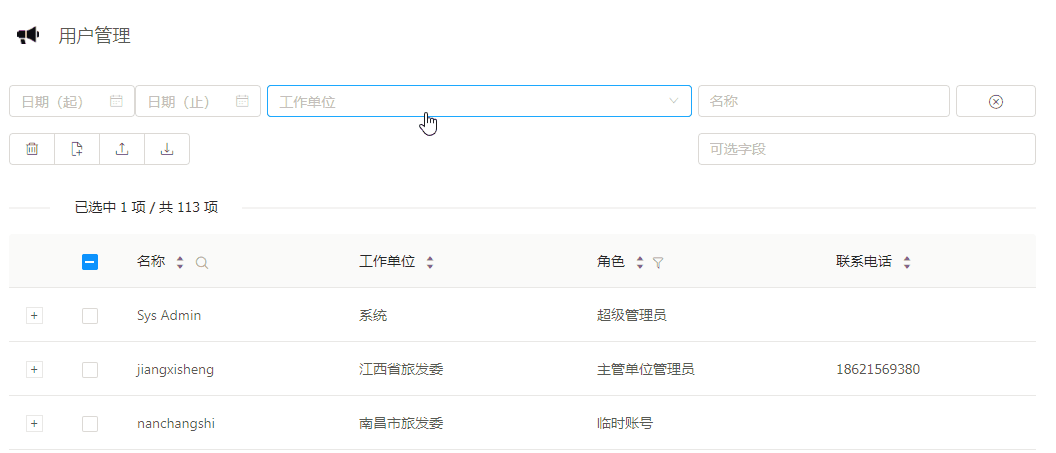 用户管理
日期（起） 日期（止） 工作单位 名称
可选字段
已选中 1 项 / 共 113 项
名称 工作单位 角色 联系电话
Sys Admin 系统 超级管理员
jiangxisheng 江西省旅发委 主管单位管理员 18621569380
nanchangshi 南昌市旅发委 临时账号